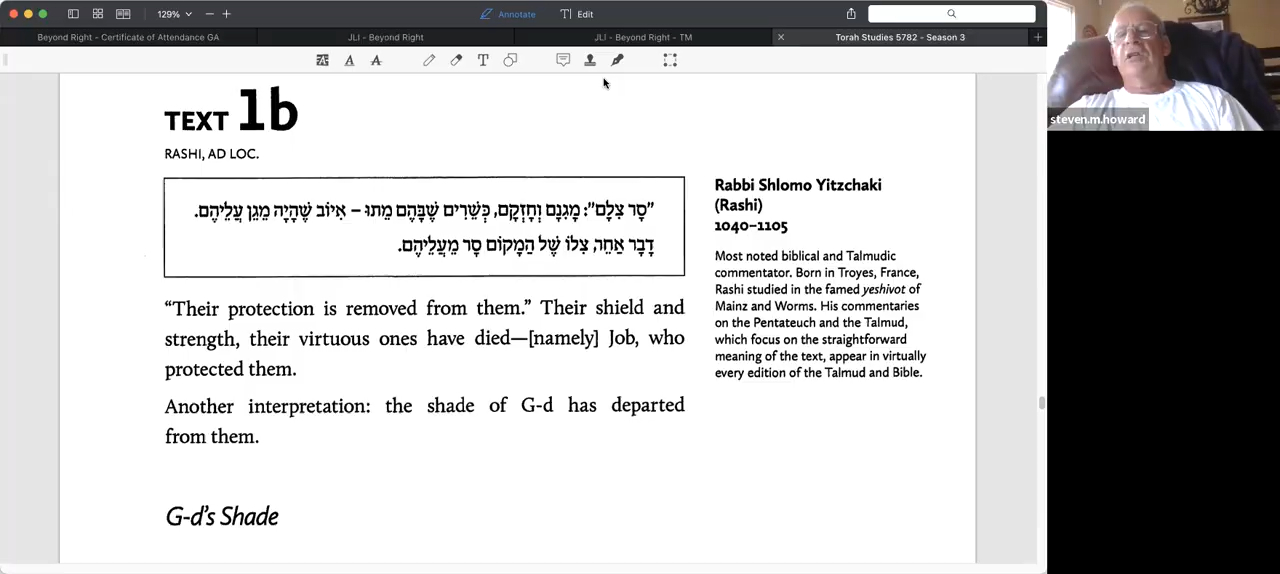 129%
Annotate
Edit
Beyond Right - Certificate of Attendance GA
JLI - Beyond Right
JLI - Beyond Right - TM
Torah Studies 5782 - Season 3
steven.m.howard
TEXT 1b
RASHI, AD LOC.
"סָר צִלָּם": מָגִנָּם וְחָזְקָם, כְּשֵׁרִים שֶׁבָּהֶם מֵתוּ – אִיּוֹב שֶׁהָיָה מֵגֵן עֲלֵיהֶם.
דָּבָר אַחֵר, צִלּוֹ שֶׁל הַמָּקוֹם סָר מֵעֲלֵיהֶם.
“Their protection is removed from them.” Their shield and
strength, their virtuous ones have died—[namely] Job, who
protected them.
Another interpretation: the shade of G-d has departed
from them.
G-d’s Shade
Rabbi Shlomo Yitzchaki
(Rashi)
1040–1105
Most noted biblical and Talmudic
commentator. Born in Troyes, France,
Rashi studied in the famed yeshivot of
Mainz and Worms. His commentaries
on the Pentateuch and the Talmud,
which focus on the straightforward
meaning of the text, appear in virtually
every edition of the Talmud and Bible.